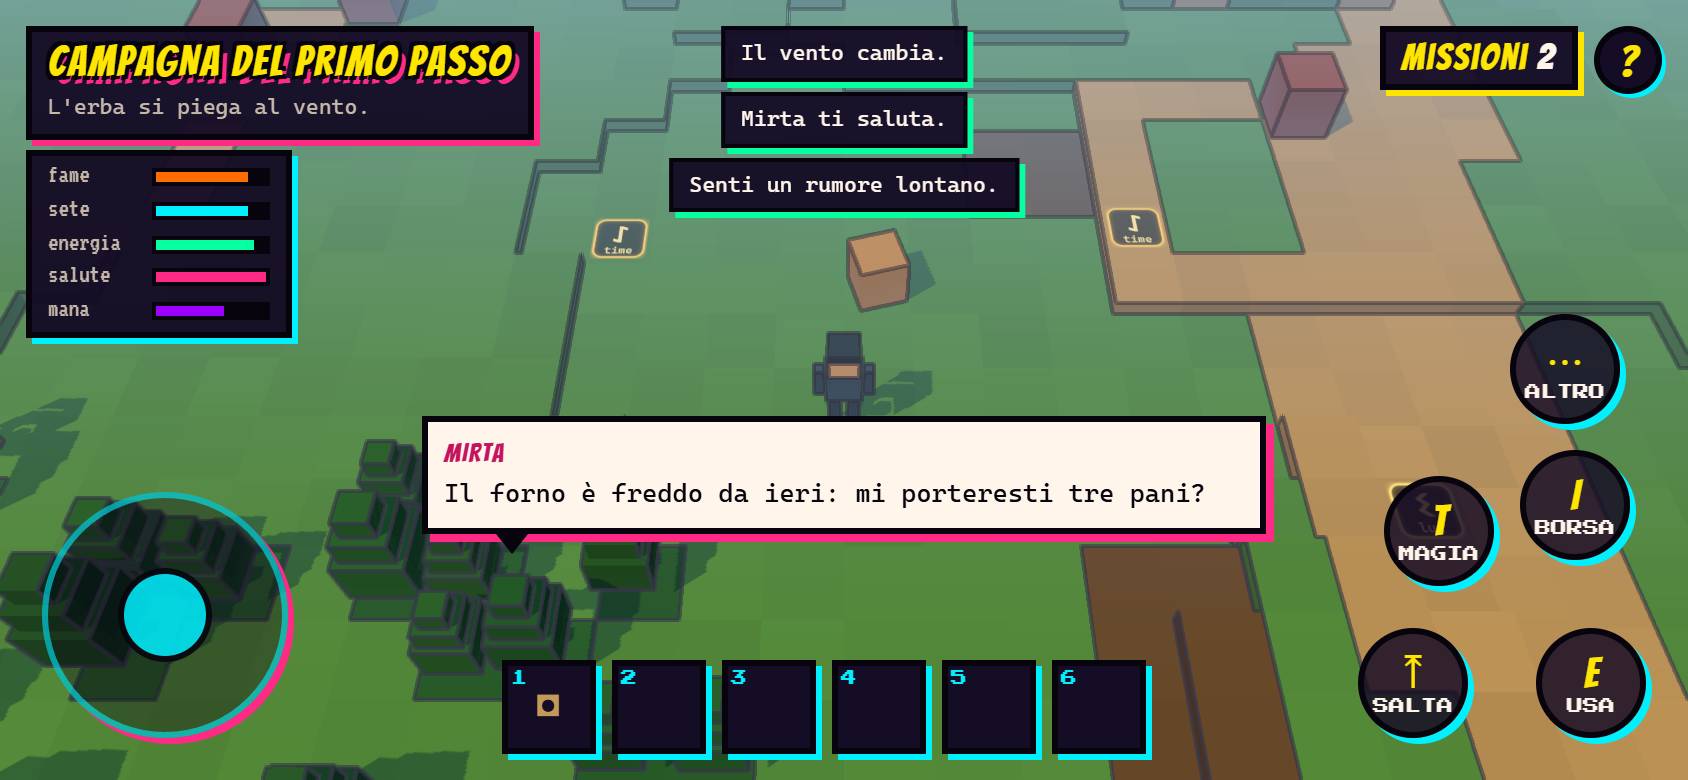 CAMPAGNA DEL PRIMO PASSO
L'erba si piega al vento.
fame
sete
energia
salute
mana
Il vento cambia.
Mirta ti saluta.
Senti un rumore lontano.
MISSIONI 2
?
time
time
MIRTA
Il forno è freddo da ieri: mi porteresti tre pani?
...
ALTRO
I
BORSA
T
MAGIA
SALTA
E
USA
1
2
3
4
5
6